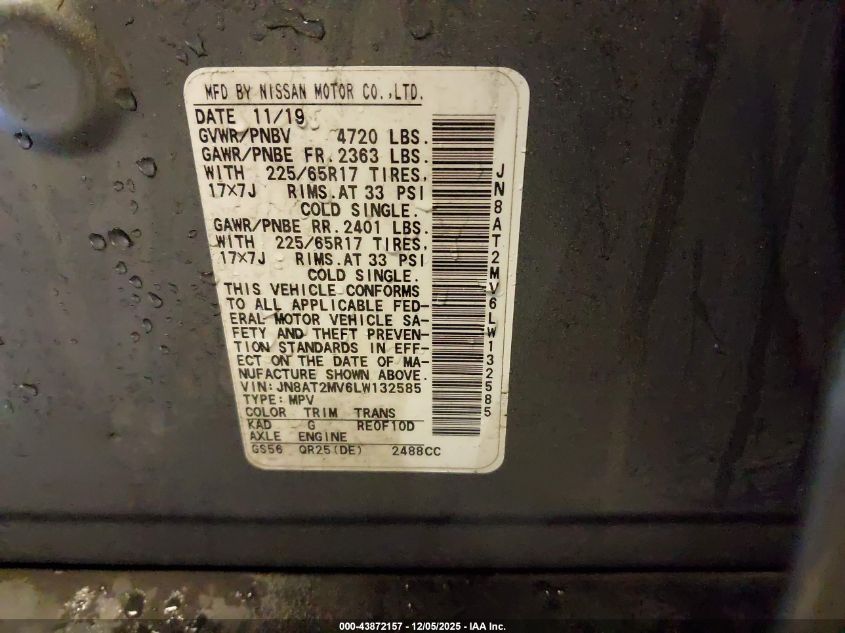 MFD BY NISSAN MOTOR CO.,LTD.
DATE 11/19
GVWR/PNBV 4720 LBS.
GAWR/PNBE FR. 2363 LBS.
WITH 225/65R17 TIRES,
17x7J RIMS. AT 33 PSI
COLD SINGLE.
GAWR/PNBE RR. 2401 LBS.
WITH 225/65R17 TIRES,
17x7J RIMS. AT 33 PSI
COLD SINGLE.
THIS VEHICLE CONFORMS
TO ALL APPLICABLE FED-
ERAL MOTOR VEHICLE SA-
FETY AND THEFT PREVEN-
TION STANDARDS IN EFF-
ECT ON THE DATE OF MA-
NUFACTURE SHOWN ABOVE.
VIN: JN8AT2MV6LW132585
TYPE: MPV
COLOR TRIM TRANS
KAD G RE0F10D
AXLE ENGINE
GS56 QR25(DE) 2488CC
JN8AT2MV6LW132585
000-43872157 - 12/05/2025 - IAA Inc.